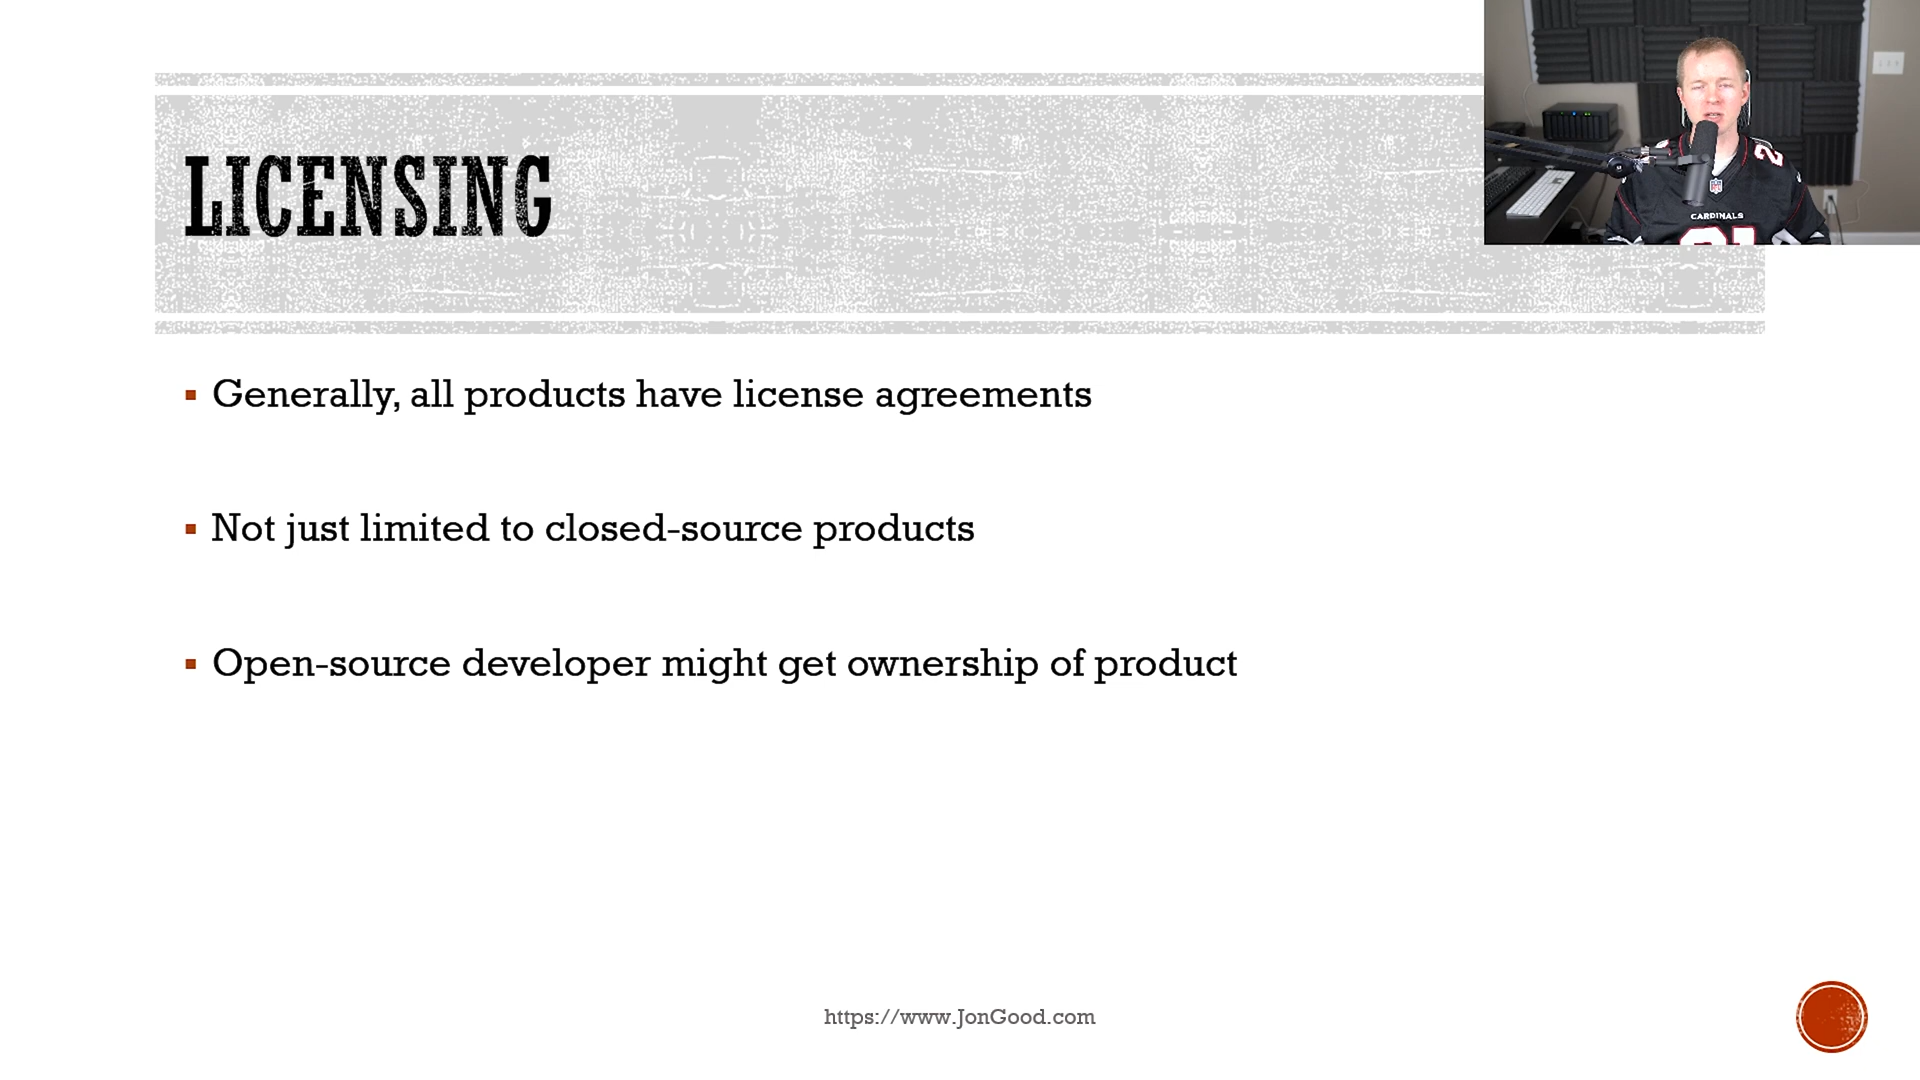 LICENSING
Generally, all products have license agreements
Not just limited to closed-source products
Open-source developer might get ownership of product
https://www.JonGood.com
CARDINALS